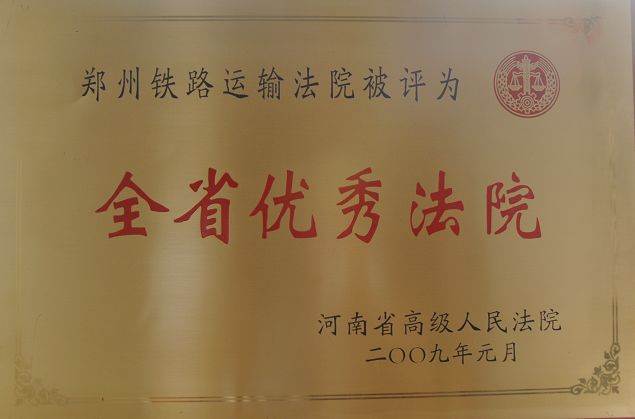 郑州铁路运输法院被评为
全省优秀法院
河南省高级人民法院
二〇〇九年元月